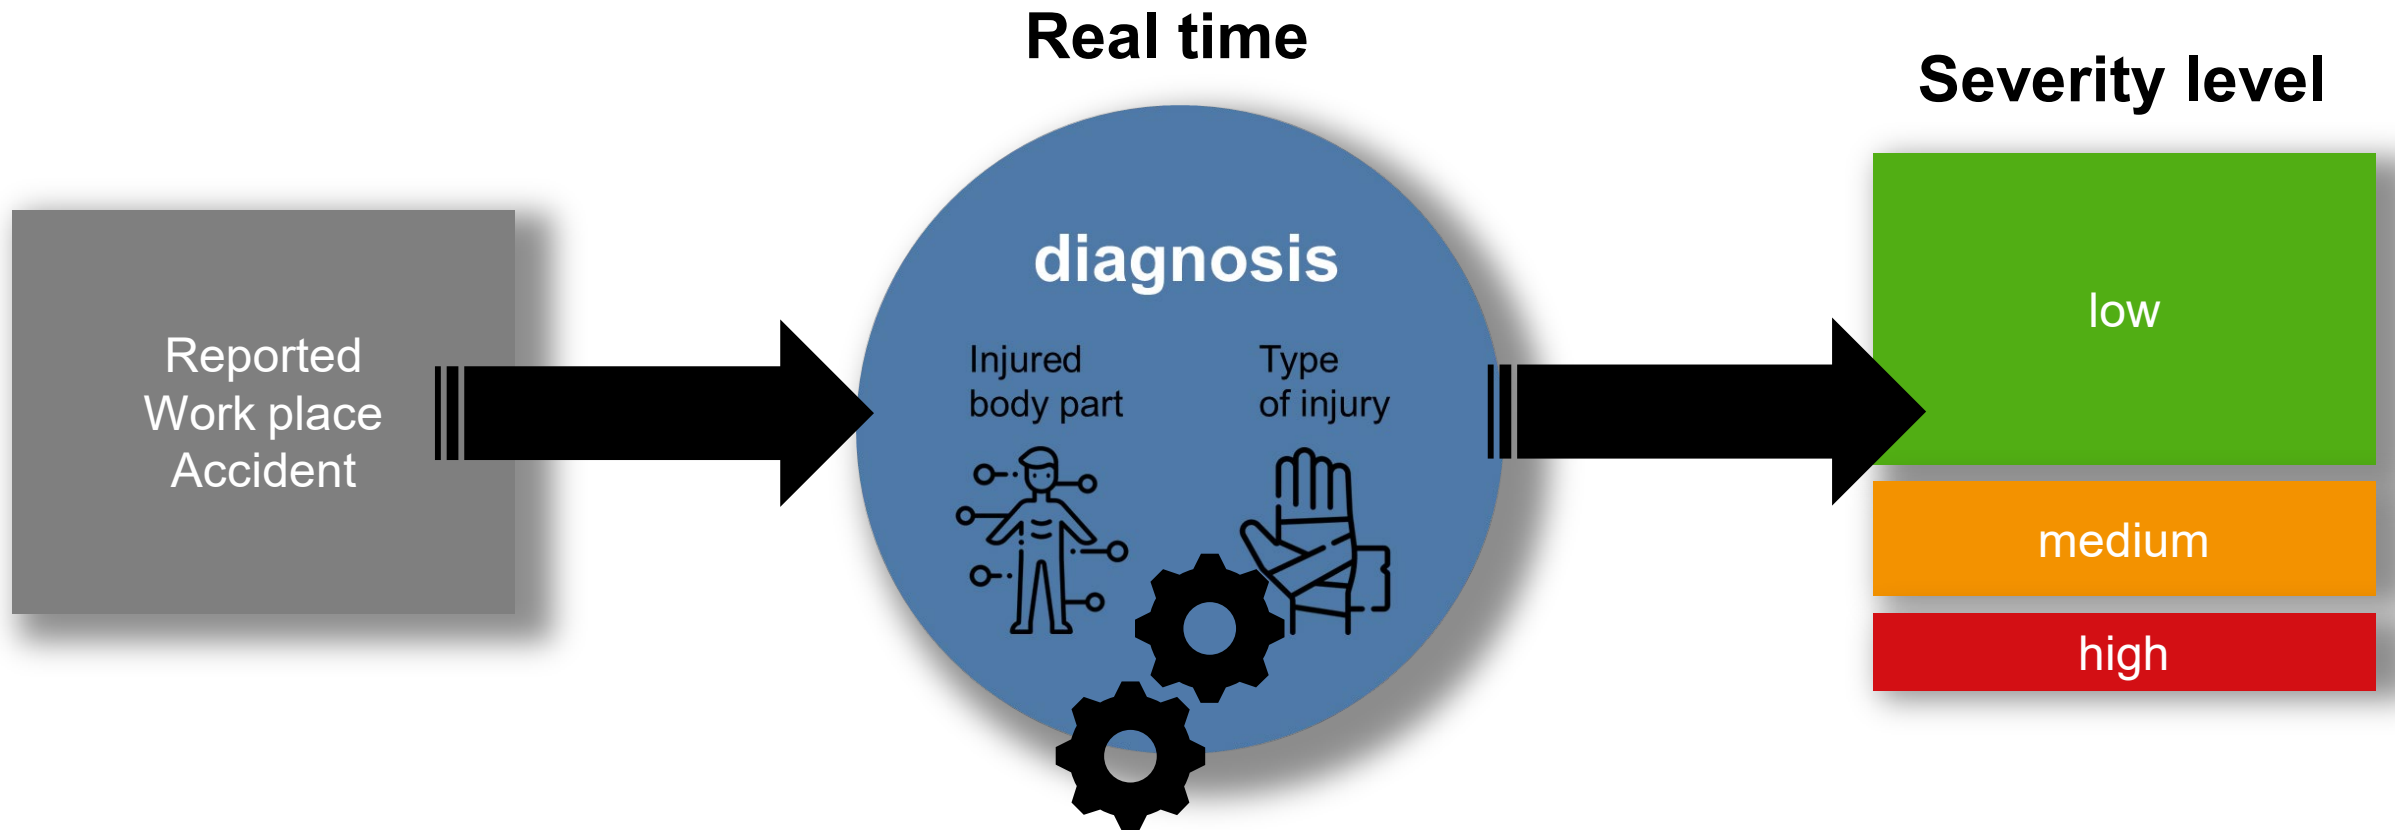 Real time
Severity level
Reported
Work place
Accident
diagnosis
Injured
body part
Type
of injury
low
medium
high